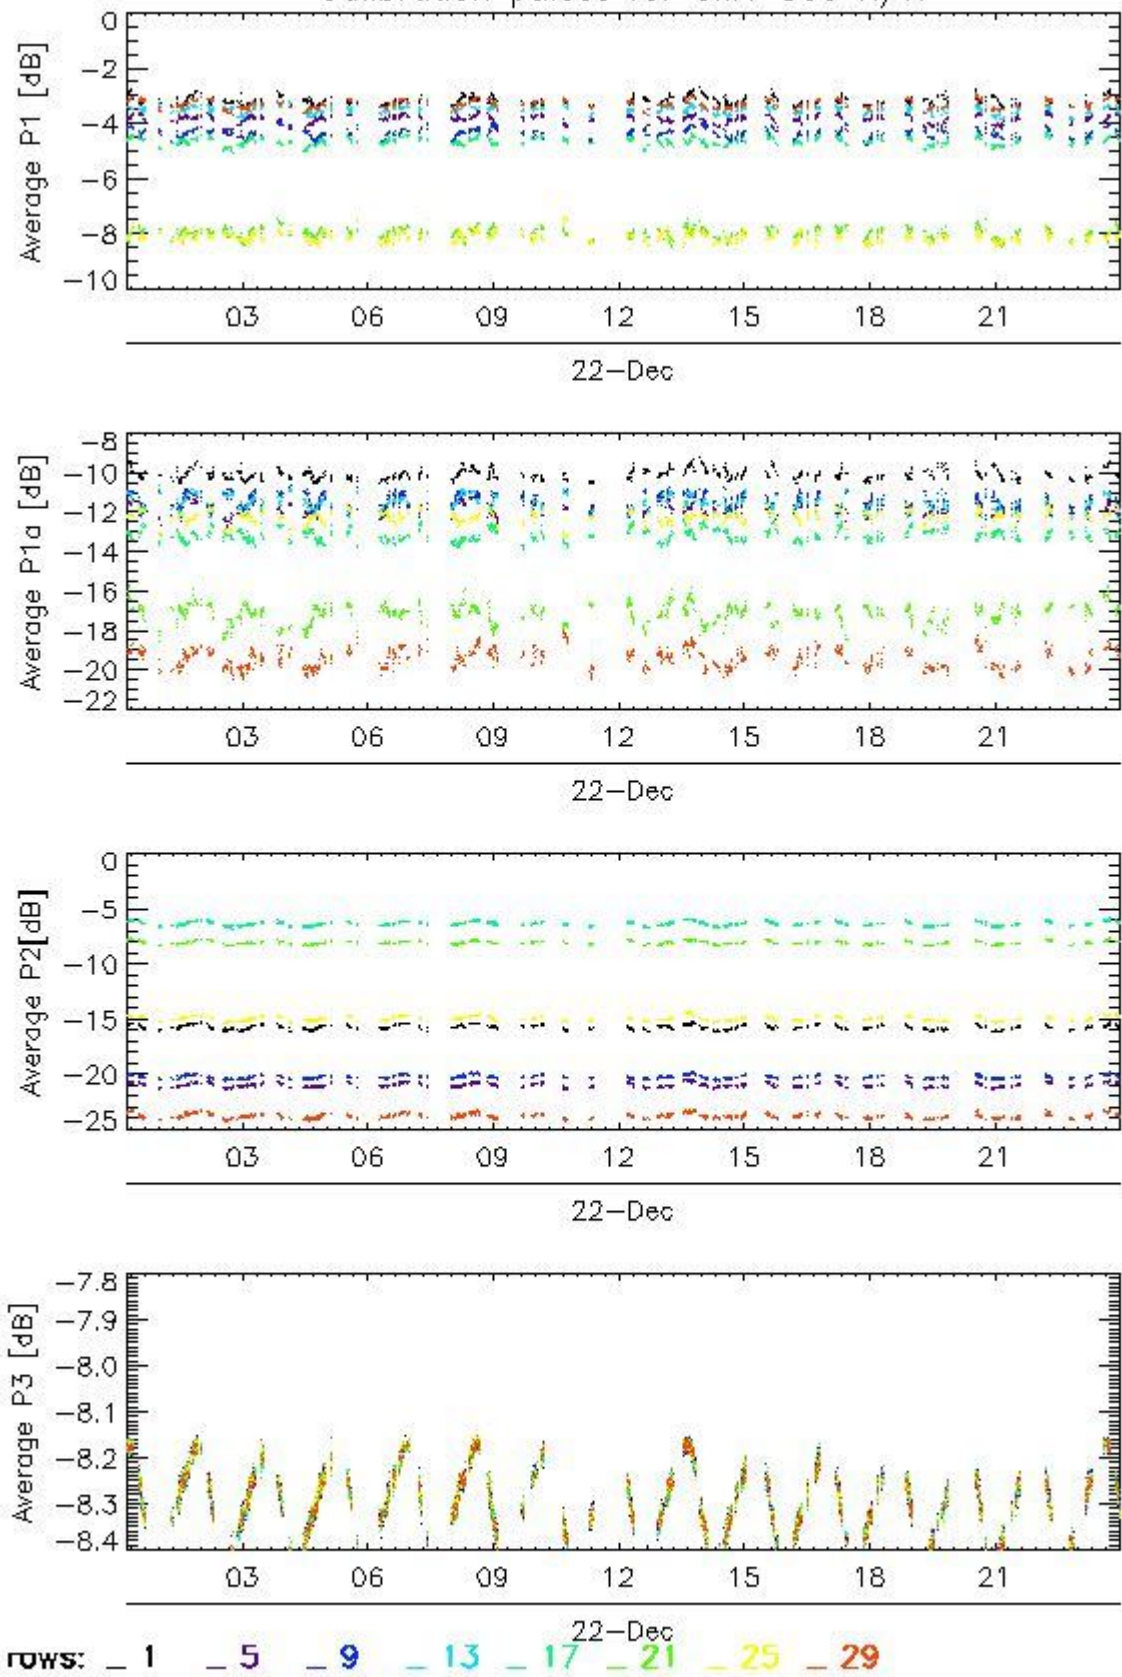 0
−2
−4
−6
−8
−10
Average P1 [dB]
03 06 09 12 15 18 21
22−Dec
−8
−10
−12
−14
−16
−18
−20
−22
Average P1a [dB]
03 06 09 12 15 18 21
22−Dec
0
−5
−10
−15
−20
−25
Average P2[dB]
03 06 09 12 15 18 21
22−Dec
−7.8
−7.9
−8.0
−8.1
−8.2
−8.3
−8.4
Average P3 [dB]
03 06 09 12 15 18 21
22−Dec
rows: _ 1 _ 5 _ 9 _ 13 _ 17 _ 21 _ 25 _ 29